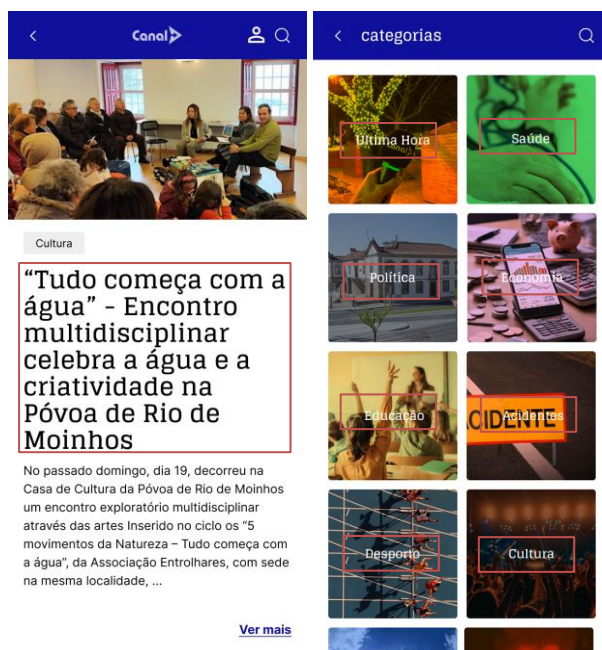 Canal
categorias
Cultura
“Tudo começa com a
água” - Encontro
multidisciplinar
celebra a água e a
criatividade na
Póvoa de Rio de
Moinhos
No passado domingo, dia 19, decorreu na
Casa de Cultura da Póvoa de Rio de Moinhos
um encontro exploratório multidisciplinar
através das artes Inserido no ciclo os “5
movimentos da Natureza – Tudo começa com
a água”, da Associação Entrolhares, com sede
na mesma localidade, ...
Ver mais
Última Hora
Saúde
Política
Economia
Educação
Acidentes
CIDENTE
Desporto
Cultura